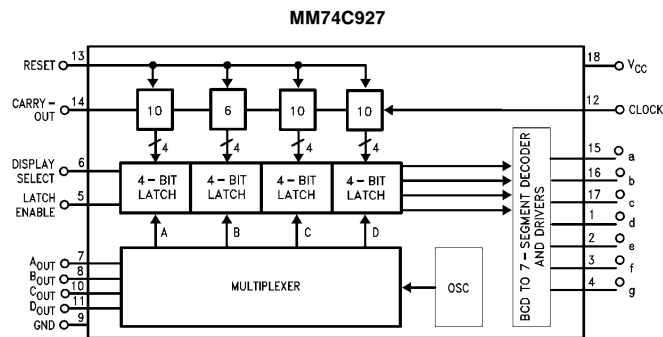 MM74C927
RESET 13
18 VCC
CARRY-OUT 14
10 6 10 10
12 CLOCK
4 4 4 4
DISPLAY SELECT 6
LATCH ENABLE 5
4-BIT LATCH
4-BIT LATCH
4-BIT LATCH
4-BIT LATCH
BCD TO 7-SEGMENT DECODER AND DRIVERS
15 a
16 b
17 c
1 d
2 e
3 f
4 g
A B C D
AOUT 7
BOUT 8
COUT 10
DOUT 11
GND 9
MULTIPLEXER
OSC